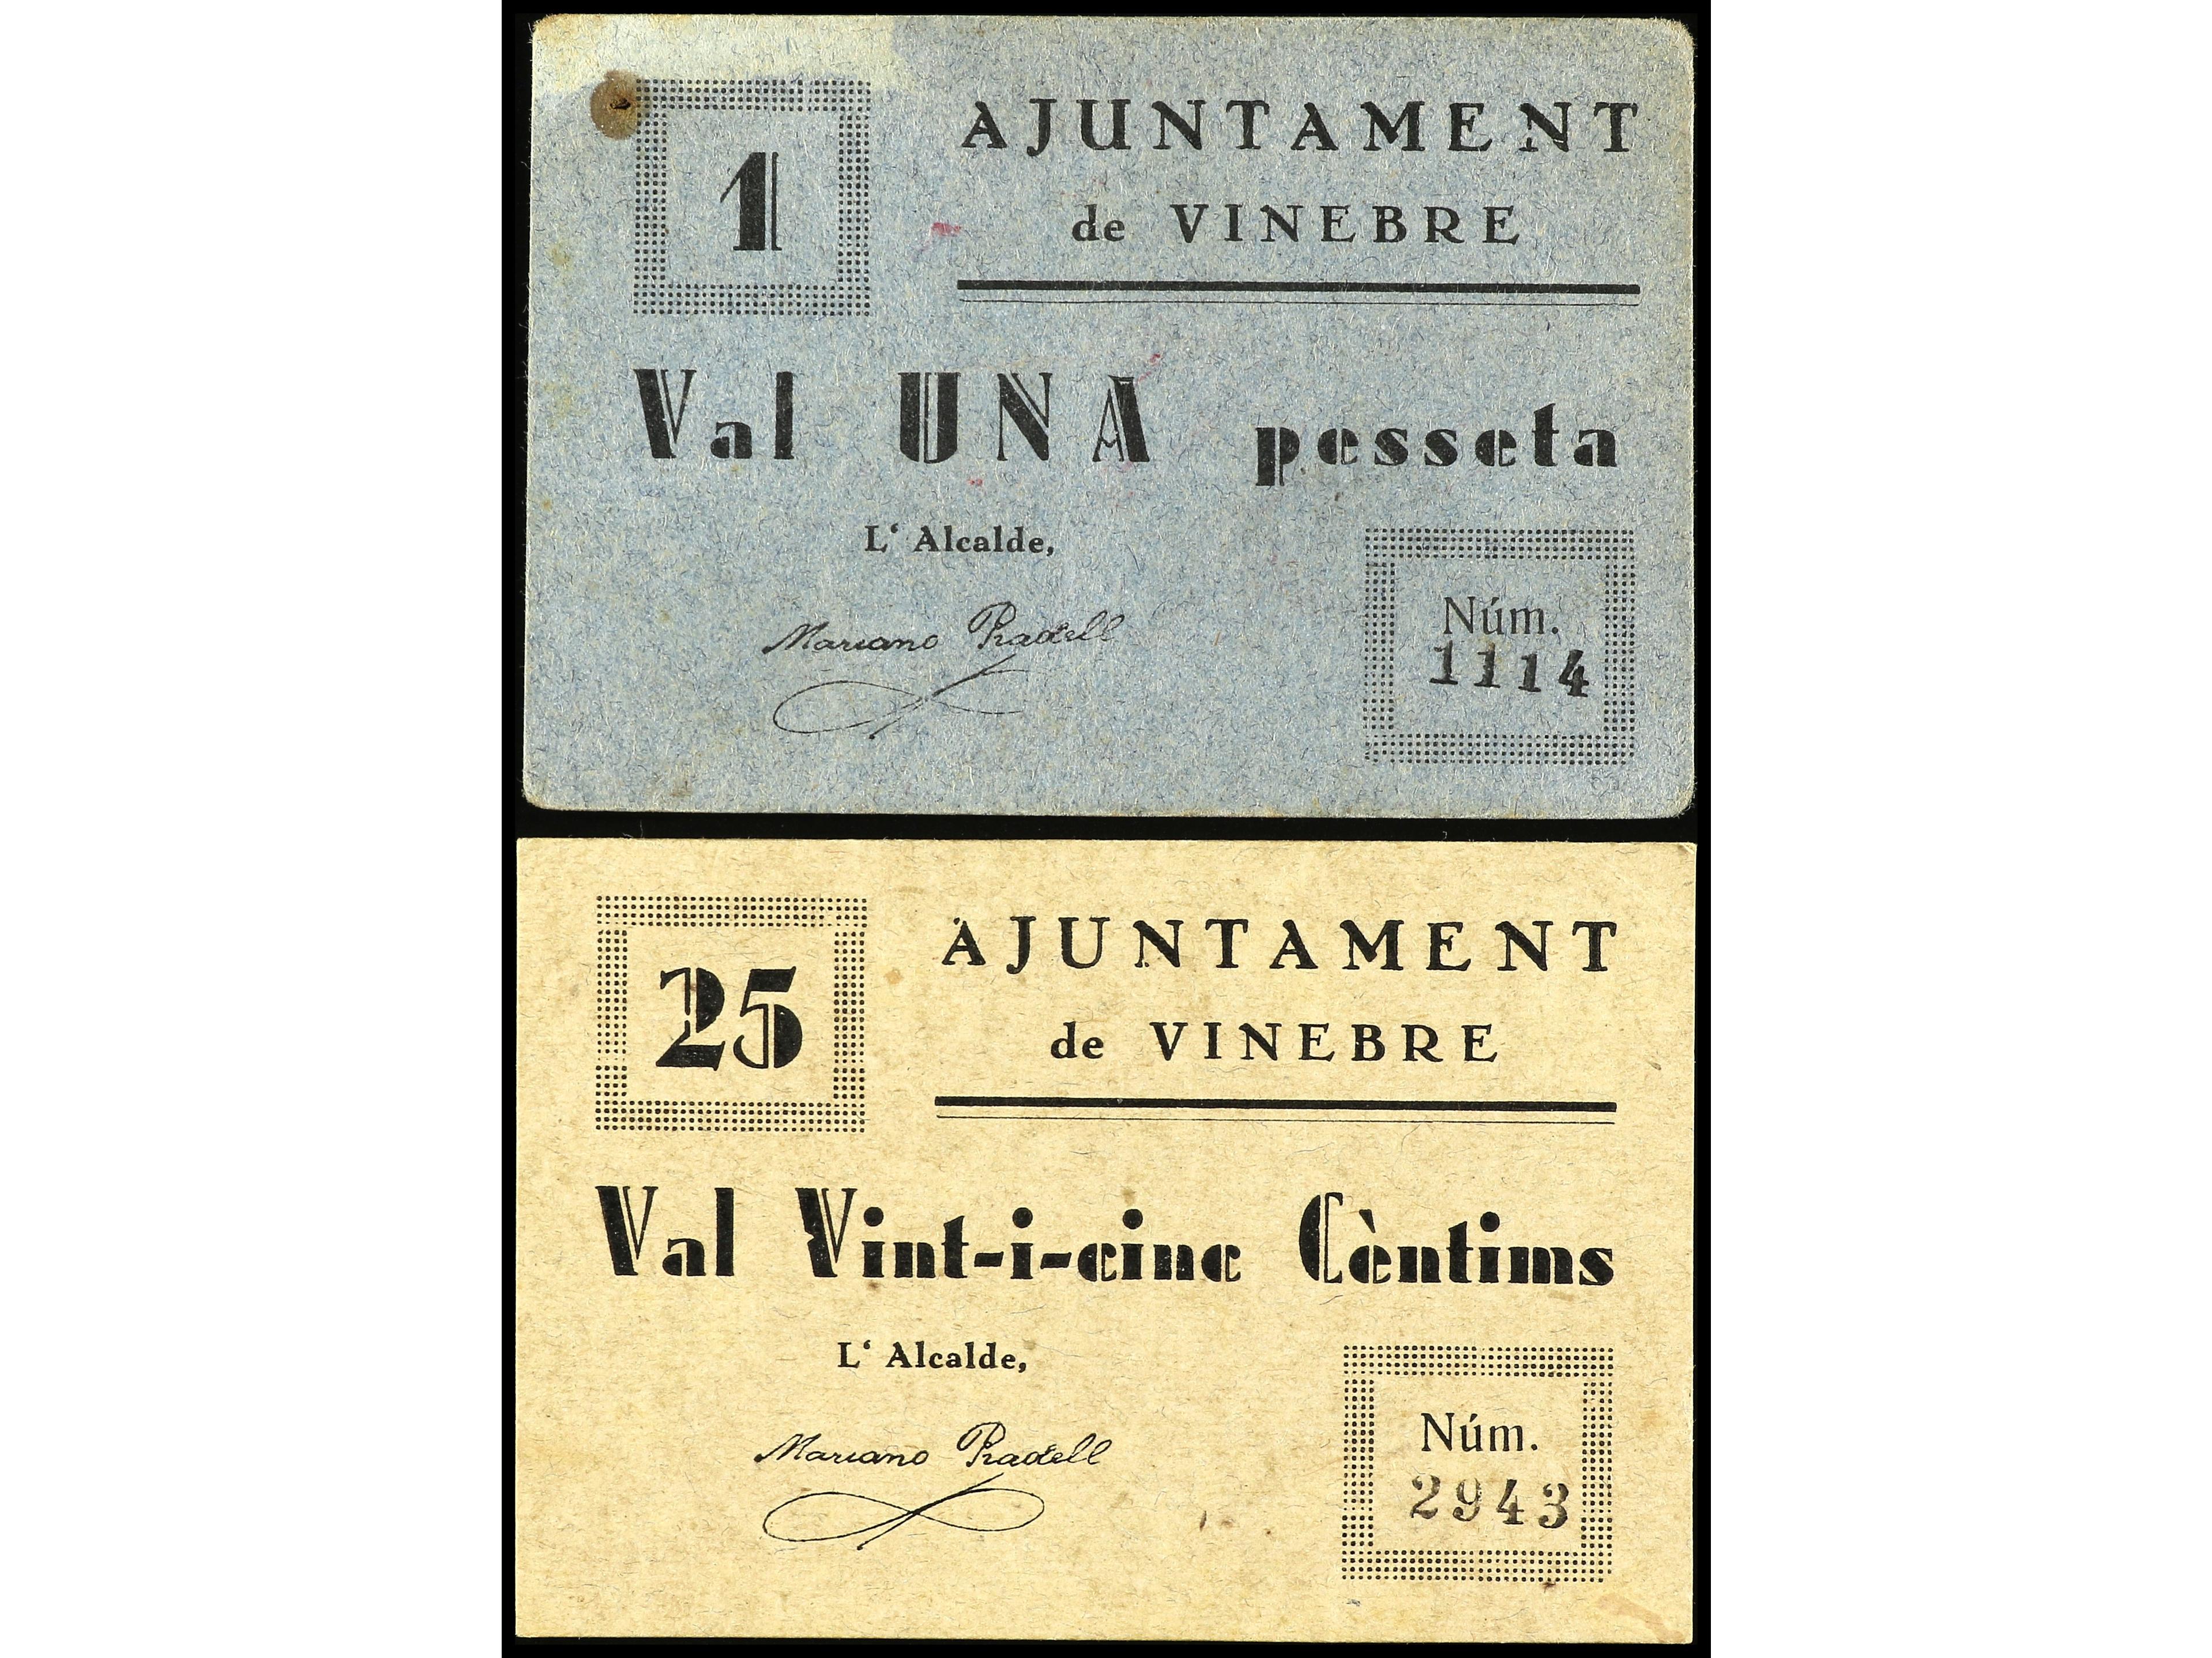 1
AJUNTAMENT
de VINEBRE
Val UNA pesseta
L‘ Alcalde,
Mariano Pradell
Núm.
1114
25
AJUNTAMENT
de VINEBRE
Val Vint-i-cinc Cèntims
L‘ Alcalde,
Mariano Pradell
Núm.
2943